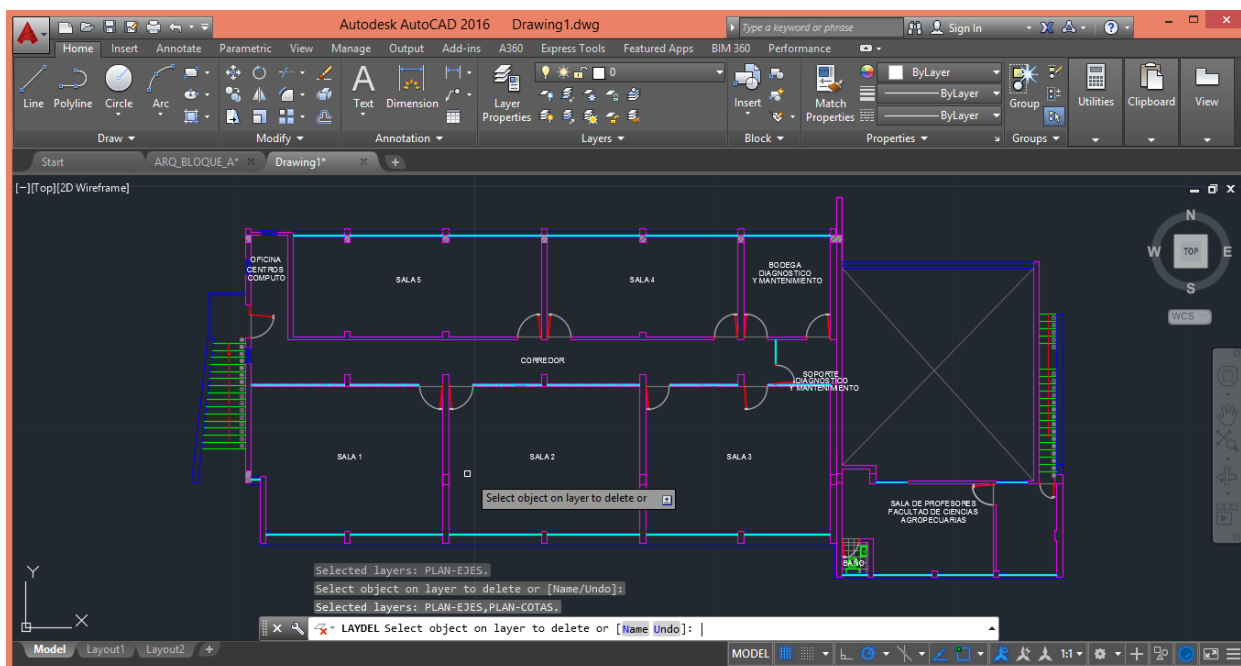 Autodesk AutoCAD 2016 Drawing1.dwg
Type a keyword or phrase
Sign In
Home Insert Annotate Parametric View Manage Output Add-ins A360 Express Tools Featured Apps BIM 360 Performance
0
ByLayer
ByLayer
ByLayer
Line Polyline Circle Arc Text Dimension Layer Properties Insert Match Properties Group Utilities Clipboard View
Draw Modify Annotation Layers Block Properties Groups
Start ARQ_BLOQUE_A* Drawing1*
[−][Top][2D Wireframe]
N
W TOP E
S
WCS
OFICINA
CENTROS
COMPUTO
SALA 5
SALA 4
BODEGA
DIAGNOSTICO
Y MANTENIMIENTO
CORREDOR
SOPORTE
DIAGNOSTICO
Y MANTENIMIENTO
SALA 1
SALA 2
SALA 3
Select object on layer to delete or
SALA DE PROFESORES
FACULTAD DE CIENCIAS
AGROPECUARIAS
BAÑO
Y
X
Selected layers: PLAN-EJES.
Select object on layer to delete or [Name/Undo]:
Selected layers: PLAN-EJES,PLAN-COTAS.
LAYDEL Select object on layer to delete or [Name Undo]:
Model Layout1 Layout2 +
MODEL 1:1